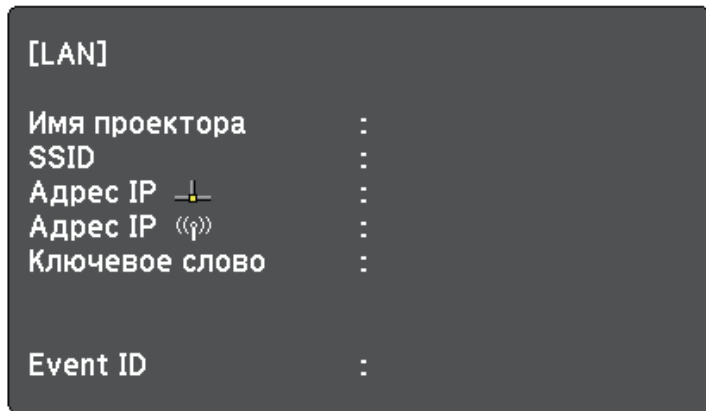 [LAN]
Имя проектора :
SSID :
Адрес IP :
Адрес IP :
Ключевое слово :
Event ID :